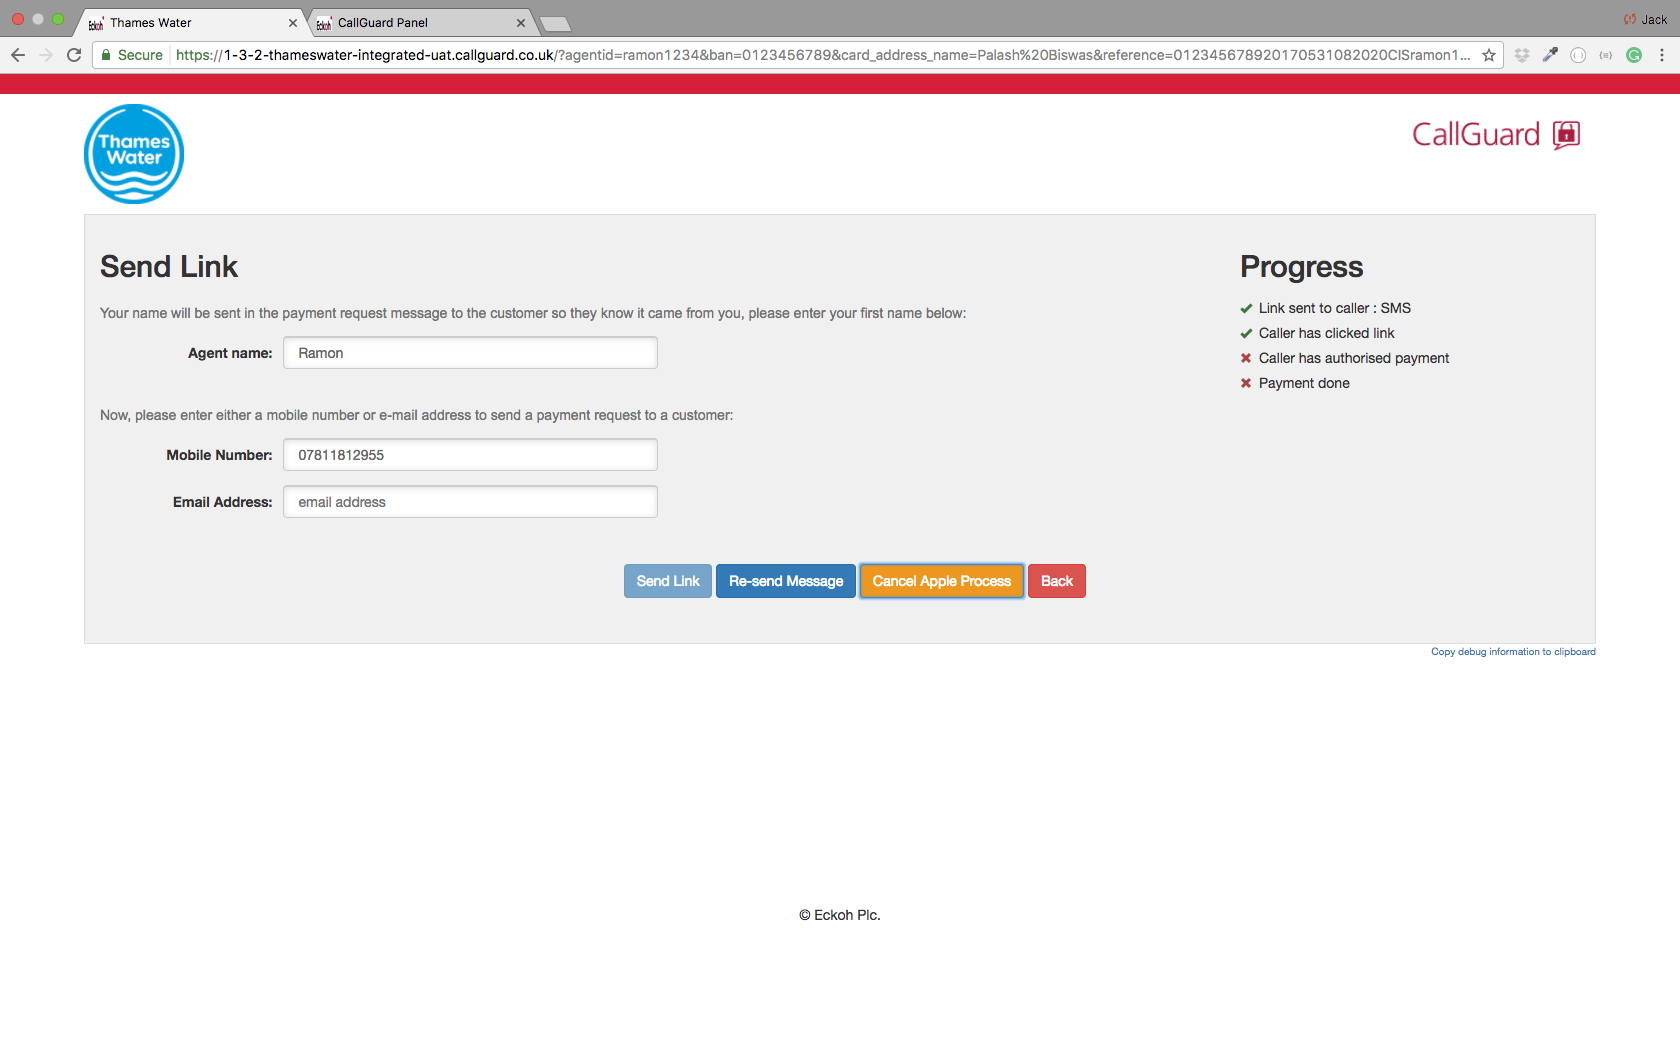 Thames Water
CallGuard Panel
Jack
Secure
https://1-3-2-thameswater-integrated-uat.callguard.co.uk/?agentid=ramon1234&ban=0123456789&card_address_name=Palash%20Biswas&reference=012345678920170531082020CISramon1...
Thames
Water
CallGuard
Send Link
Progress
Your name will be sent in the payment request message to the customer so they know it came from you, please enter your first name below:
Link sent to caller : SMS
Caller has clicked link
Agent name:
Ramon
Caller has authorised payment
Payment done
Now, please enter either a mobile number or e-mail address to send a payment request to a customer:
Mobile Number:
07811812955
Email Address:
email address
Send Link
Re-send Message
Cancel Apple Process
Back
Copy debug information to clipboard
© Eckoh Plc.